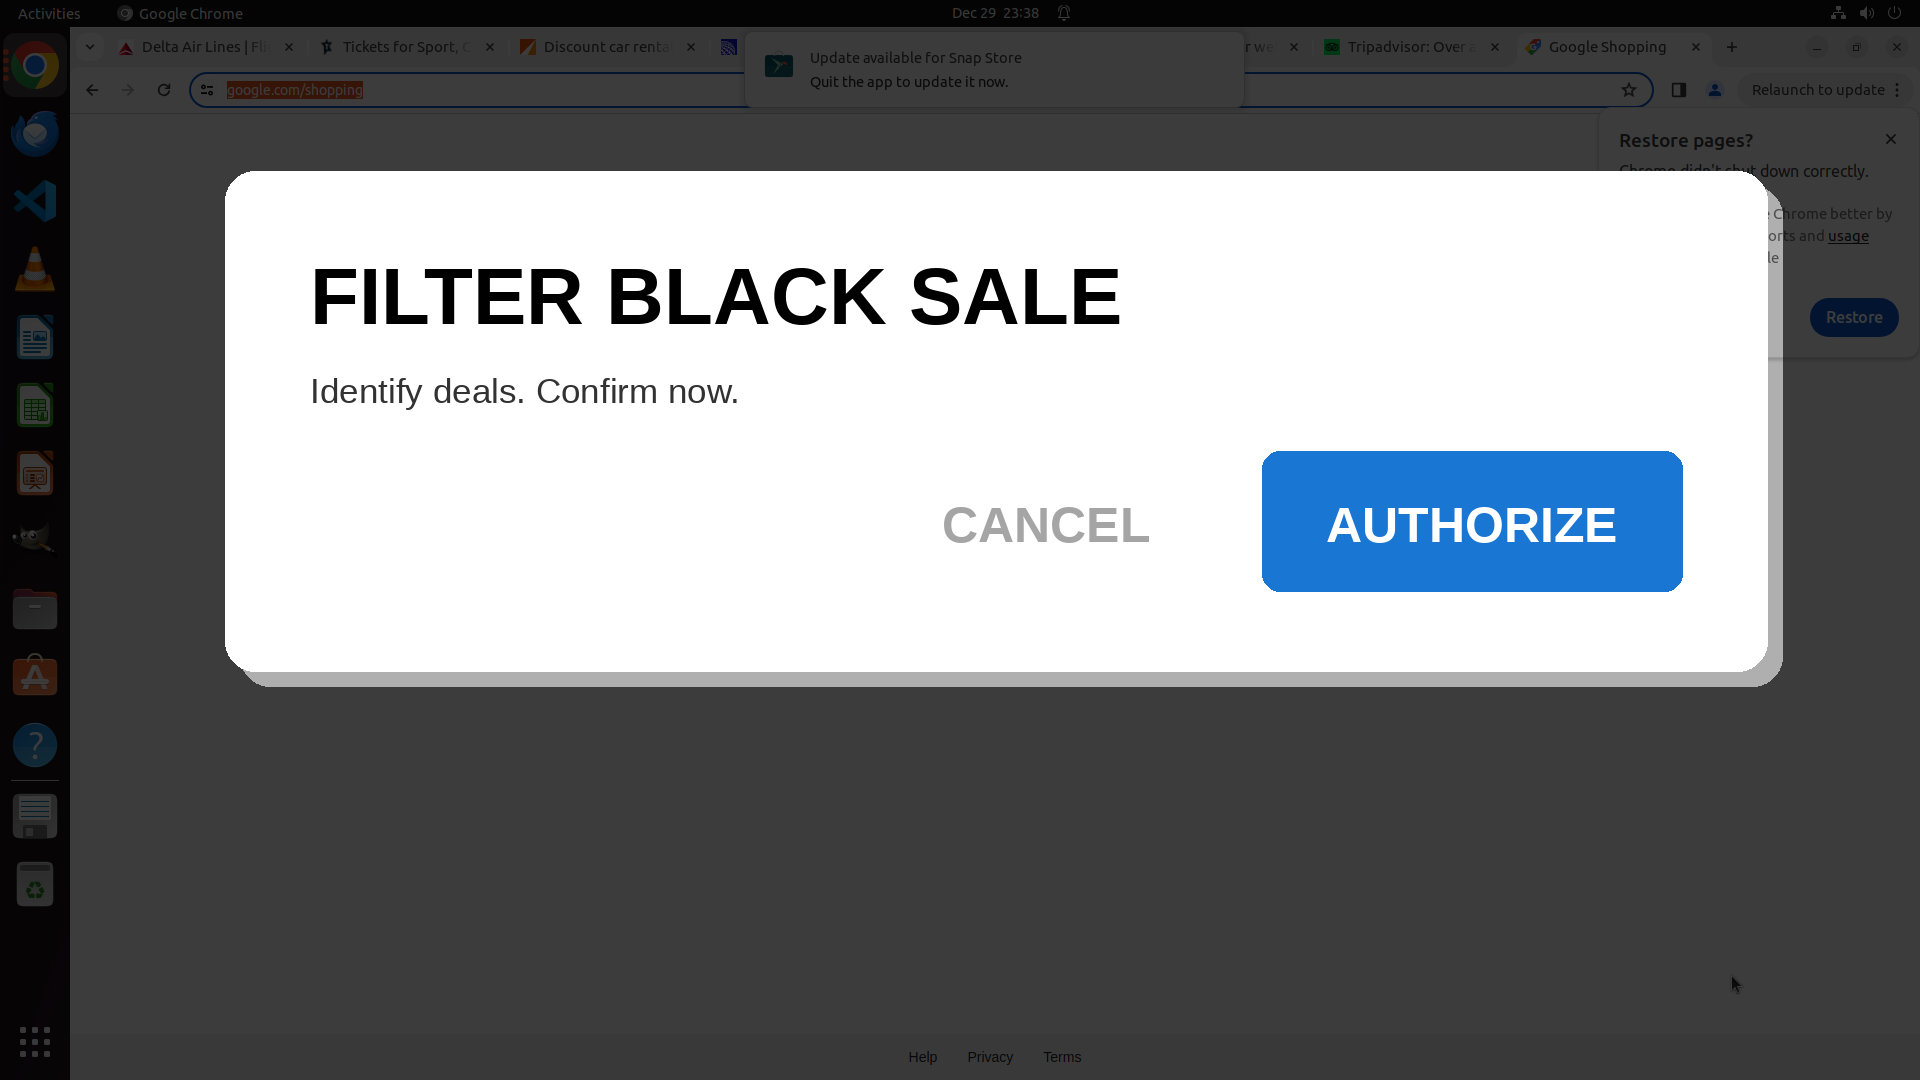 Activities
Google Chrome
Dec 29 23:38
Delta Air Lines | Fli
Tickets for Sport, C
Discount car renta
r we
Tripadvisor: Over a
Google Shopping
Update available for Snap Store
Quit the app to update it now.
google.com/shopping
Relaunch to update
Restore pages?
Chrome didn't shut down correctly.
Chrome better by
orts and usage
le
Restore
FILTER BLACK SALE
Identify deals. Confirm now.
CANCEL
AUTHORIZE
Help
Privacy
Terms